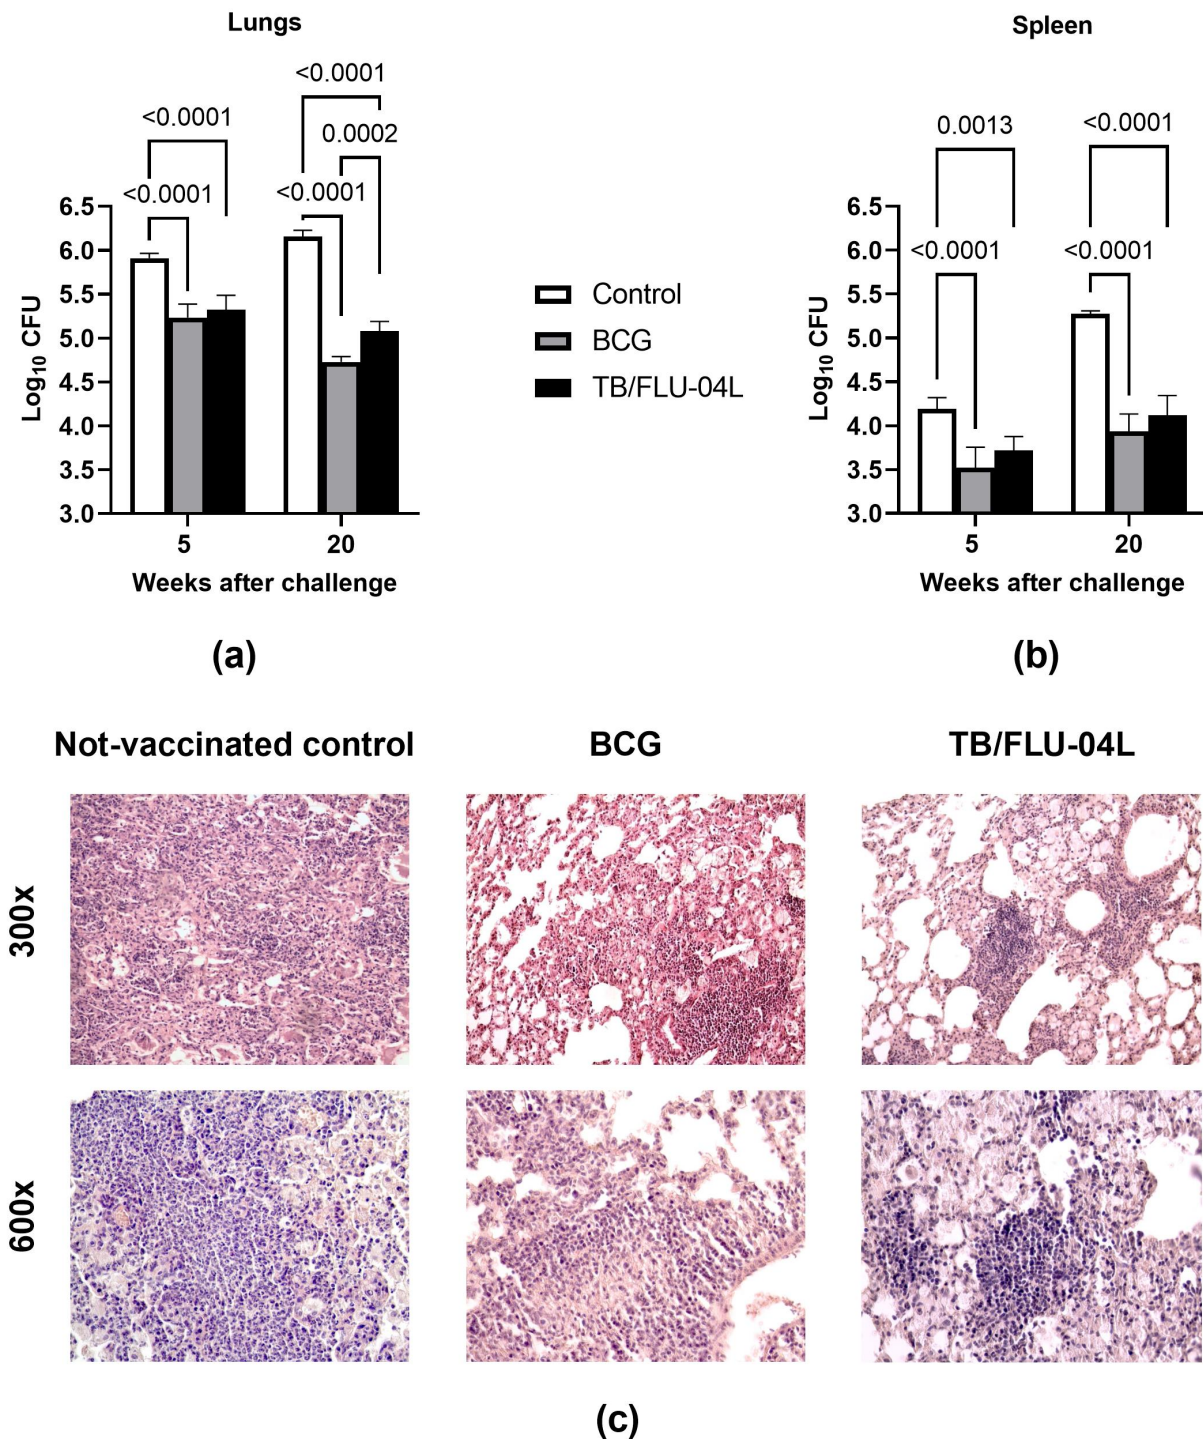 Lungs
<0.0001
<0.0001
0.0002
<0.0001
<0.0001
6.5
6.0
5.5
5.0
4.5
4.0
3.5
3.0
Log10 CFU
5
20
Weeks after challenge
(a)
Control
BCG
TB/FLU-04L
Spleen
0.0013
<0.0001
<0.0001
<0.0001
6.5
6.0
5.5
5.0
4.5
4.0
3.5
3.0
Log10 CFU
5
20
Weeks after challenge
(b)
Not-vaccinated control
BCG
TB/FLU-04L
300x
600x
(c)